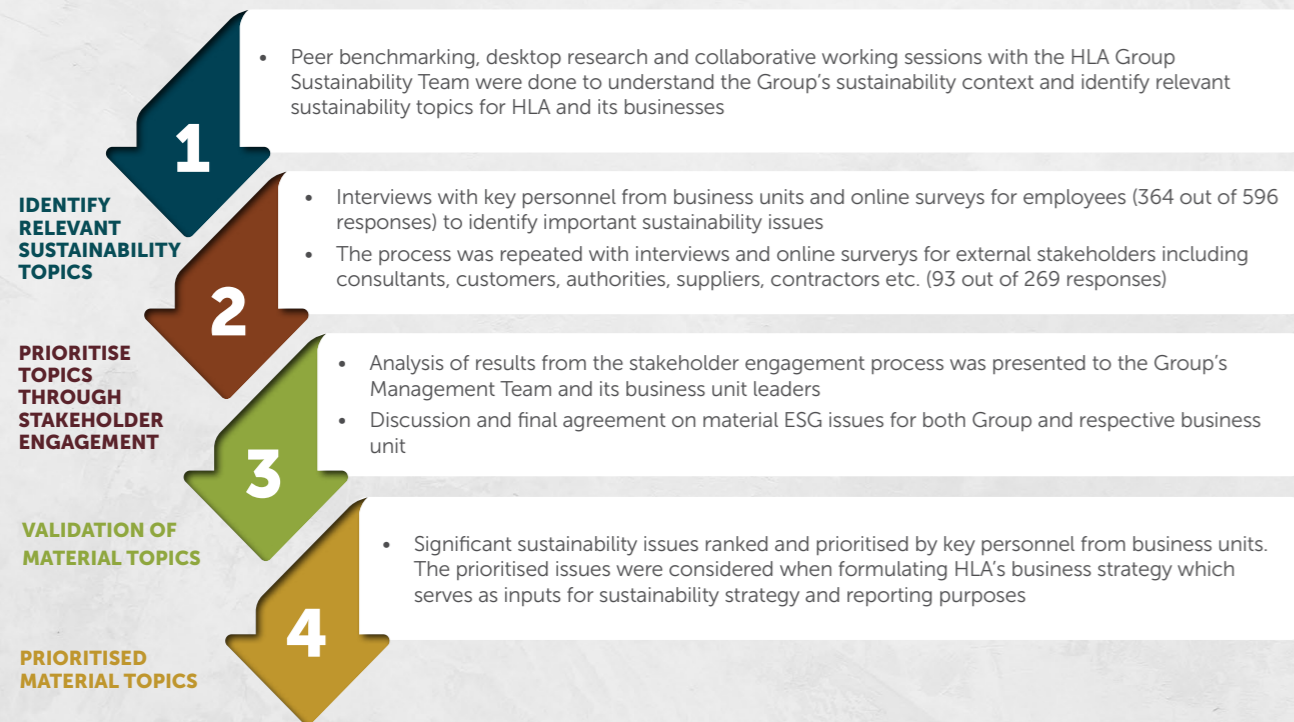 1
IDENTIFY
RELEVANT
SUSTAINABILITY
TOPICS
• Peer benchmarking, desktop research and collaborative working sessions with the HLA Group
Sustainability Team were done to understand the Group’s sustainability context and identify relevant
sustainability topics for HLA and its businesses
2
PRIORITISE
TOPICS
THROUGH
STAKEHOLDER
ENGAGEMENT
• Interviews with key personnel from business units and online surveys for employees (364 out of 596
responses) to identify important sustainability issues
• The process was repeated with interviews and online surverys for external stakeholders including
consultants, customers, authorities, suppliers, contractors etc. (93 out of 269 responses)
3
VALIDATION OF
MATERIAL TOPICS
• Analysis of results from the stakeholder engagement process was presented to the Group’s
Management Team and its business unit leaders
• Discussion and final agreement on material ESG issues for both Group and respective business
unit
4
PRIORITISED
MATERIAL TOPICS
• Significant sustainability issues ranked and prioritised by key personnel from business units.
The prioritised issues were considered when formulating HLA’s business strategy which
serves as inputs for sustainability strategy and reporting purposes